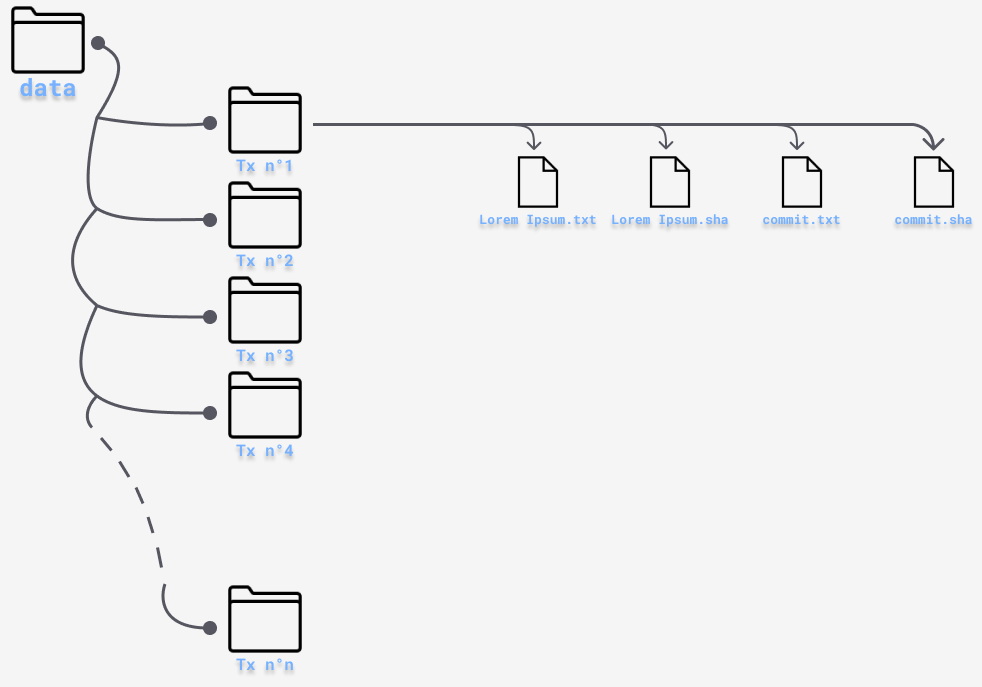 data
Tx n°1
Lorem Ipsum.txt
Lorem Ipsum.sha
commit.txt
commit.sha
Tx n°2
Tx n°3
Tx n°4
Tx n°n